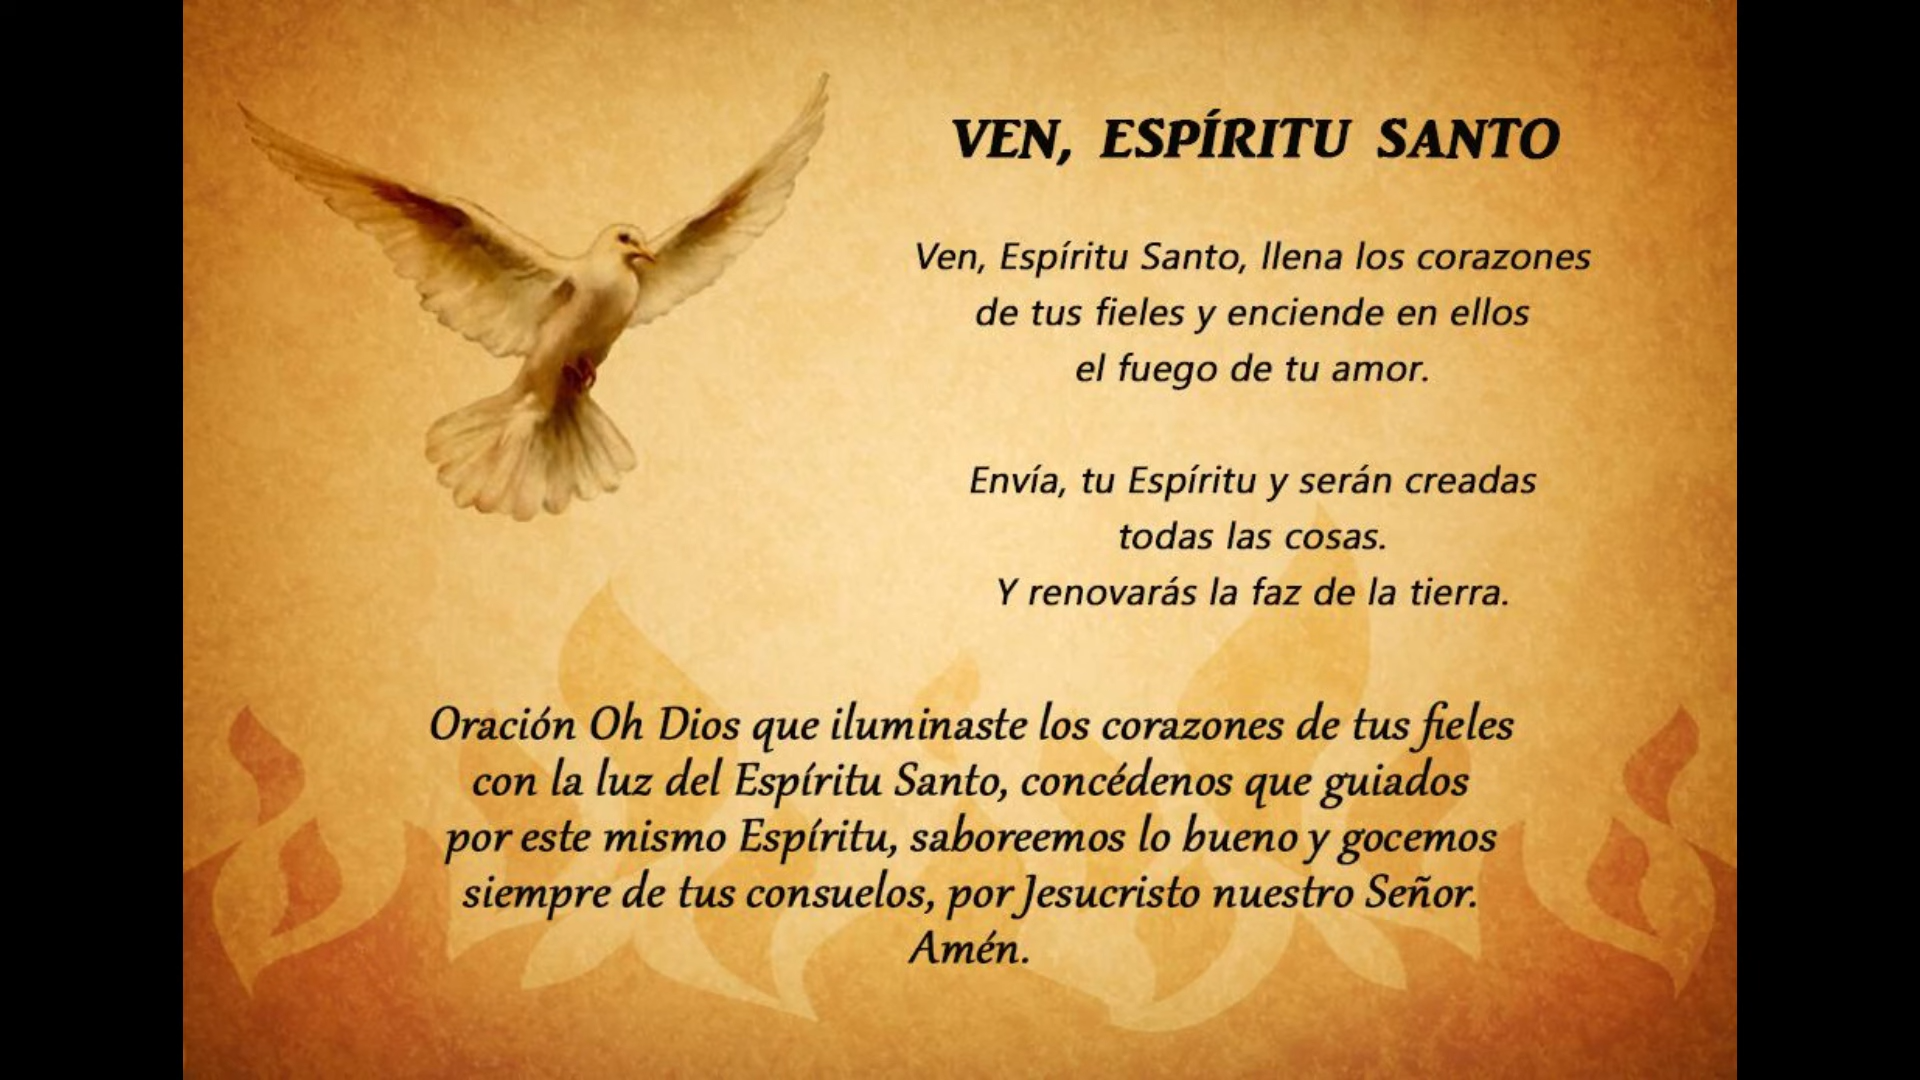 VEN, ESPÍRITU SANTO
Ven, Espíritu Santo, llena los corazones
de tus fieles y enciende en ellos
el fuego de tu amor.
Envía, tu Espíritu y serán creadas
todas las cosas.
Y renovarás la faz de la tierra.
Oración Oh Dios que iluminaste los corazones de tus fieles
con la luz del Espíritu Santo, concédenos que guiados
por este mismo Espíritu, saboreemos lo bueno y gocemos
siempre de tus consuelos, por Jesucristo nuestro Señor.
Amén.